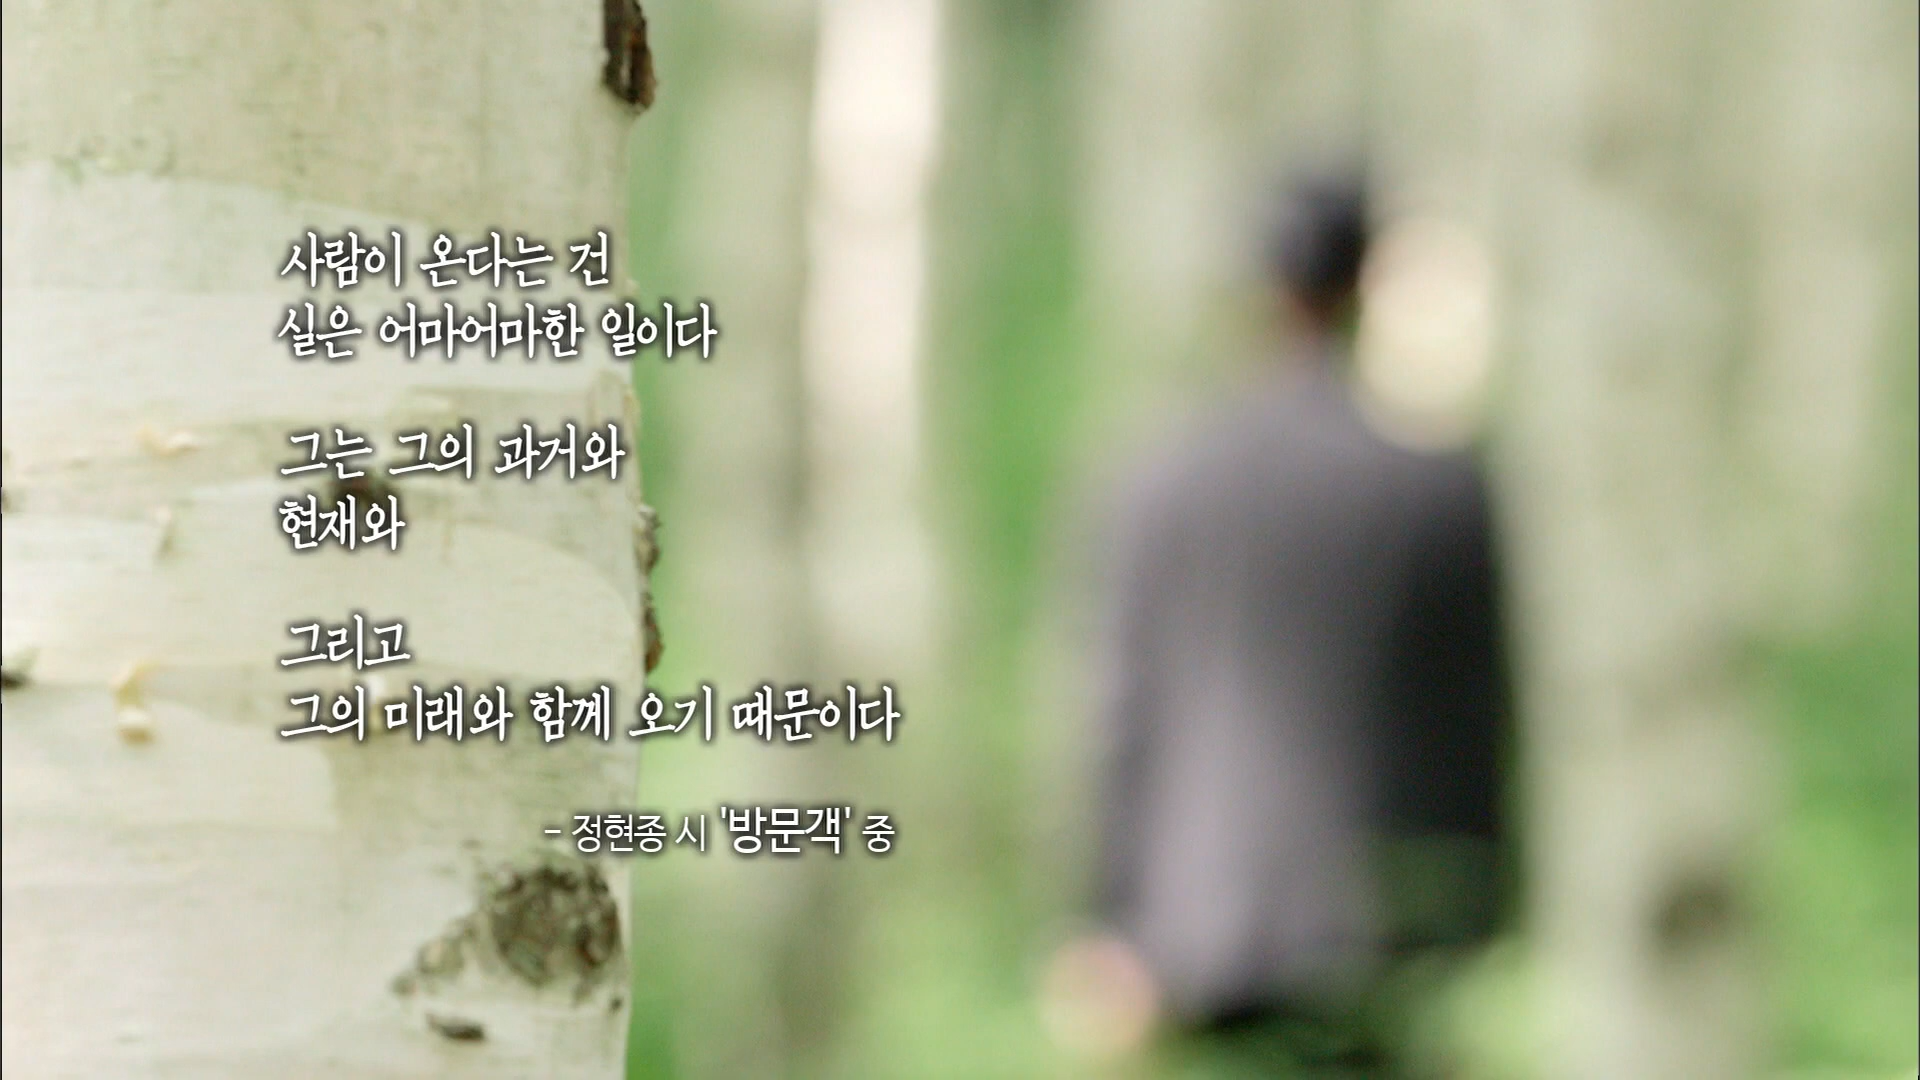 사람이 온다는 건
실은 어마어마한 일이다
그는 그의 과거와
현재와
그리고
그의 미래와 함께 오기 때문이다
- 정현종 시 '방문객' 중